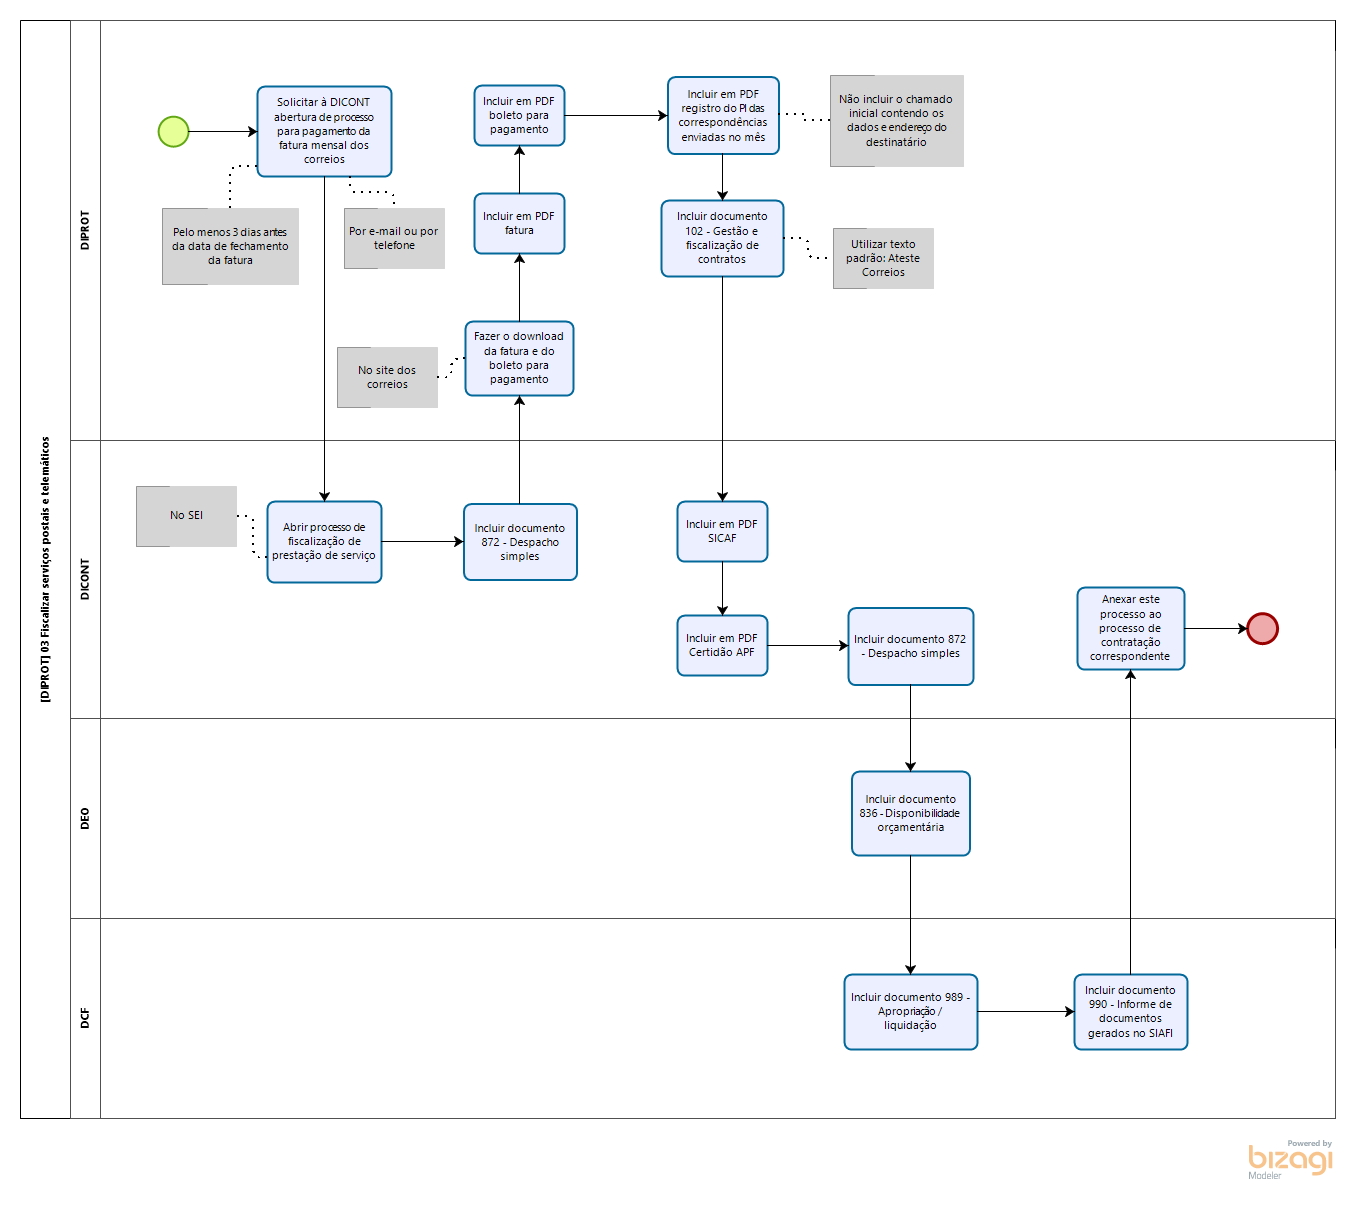 [DIPROT] 03 Fiscalizar serviços postais e telemáticos
DIPROT
Solicitar à DICONT
abertura de processo
para pagamento da
fatura mensal dos
correios
Pelo menos 3 dias antes
da data de fechamento
da fatura
Por e-mail ou por
telefone
Incluir em PDF
boleto para
pagamento
Incluir em PDF
fatura
Fazer o download
da fatura e do
boleto para
pagamento
No site dos
correios
Incluir em PDF
registro do PI das
correspondências
enviadas no mês
Não incluir o chamado
inicial contendo os
dados e endereço do
destinatário
Incluir documento
102 - Gestão e
fiscalização de
contratos
Utilizar texto
padrão: Ateste
Correios
DICONT
No SEI
Abrir processo de
fiscalização de
prestação de serviço
Incluir documento
872 - Despacho
simples
Incluir em PDF
SICAF
Incluir em PDF
Certidão APF
Incluir documento 872
- Despacho simples
Anexar este
processo ao
processo de
contratação
correspondente
DEO
Incluir documento
836 - Disponibilidade
orçamentária
DCF
Incluir documento 989 -
Apropriação /
liquidação
Incluir documento
990 - Informe de
documentos
gerados no SIAFI
Powered by
bizagi
Modeler